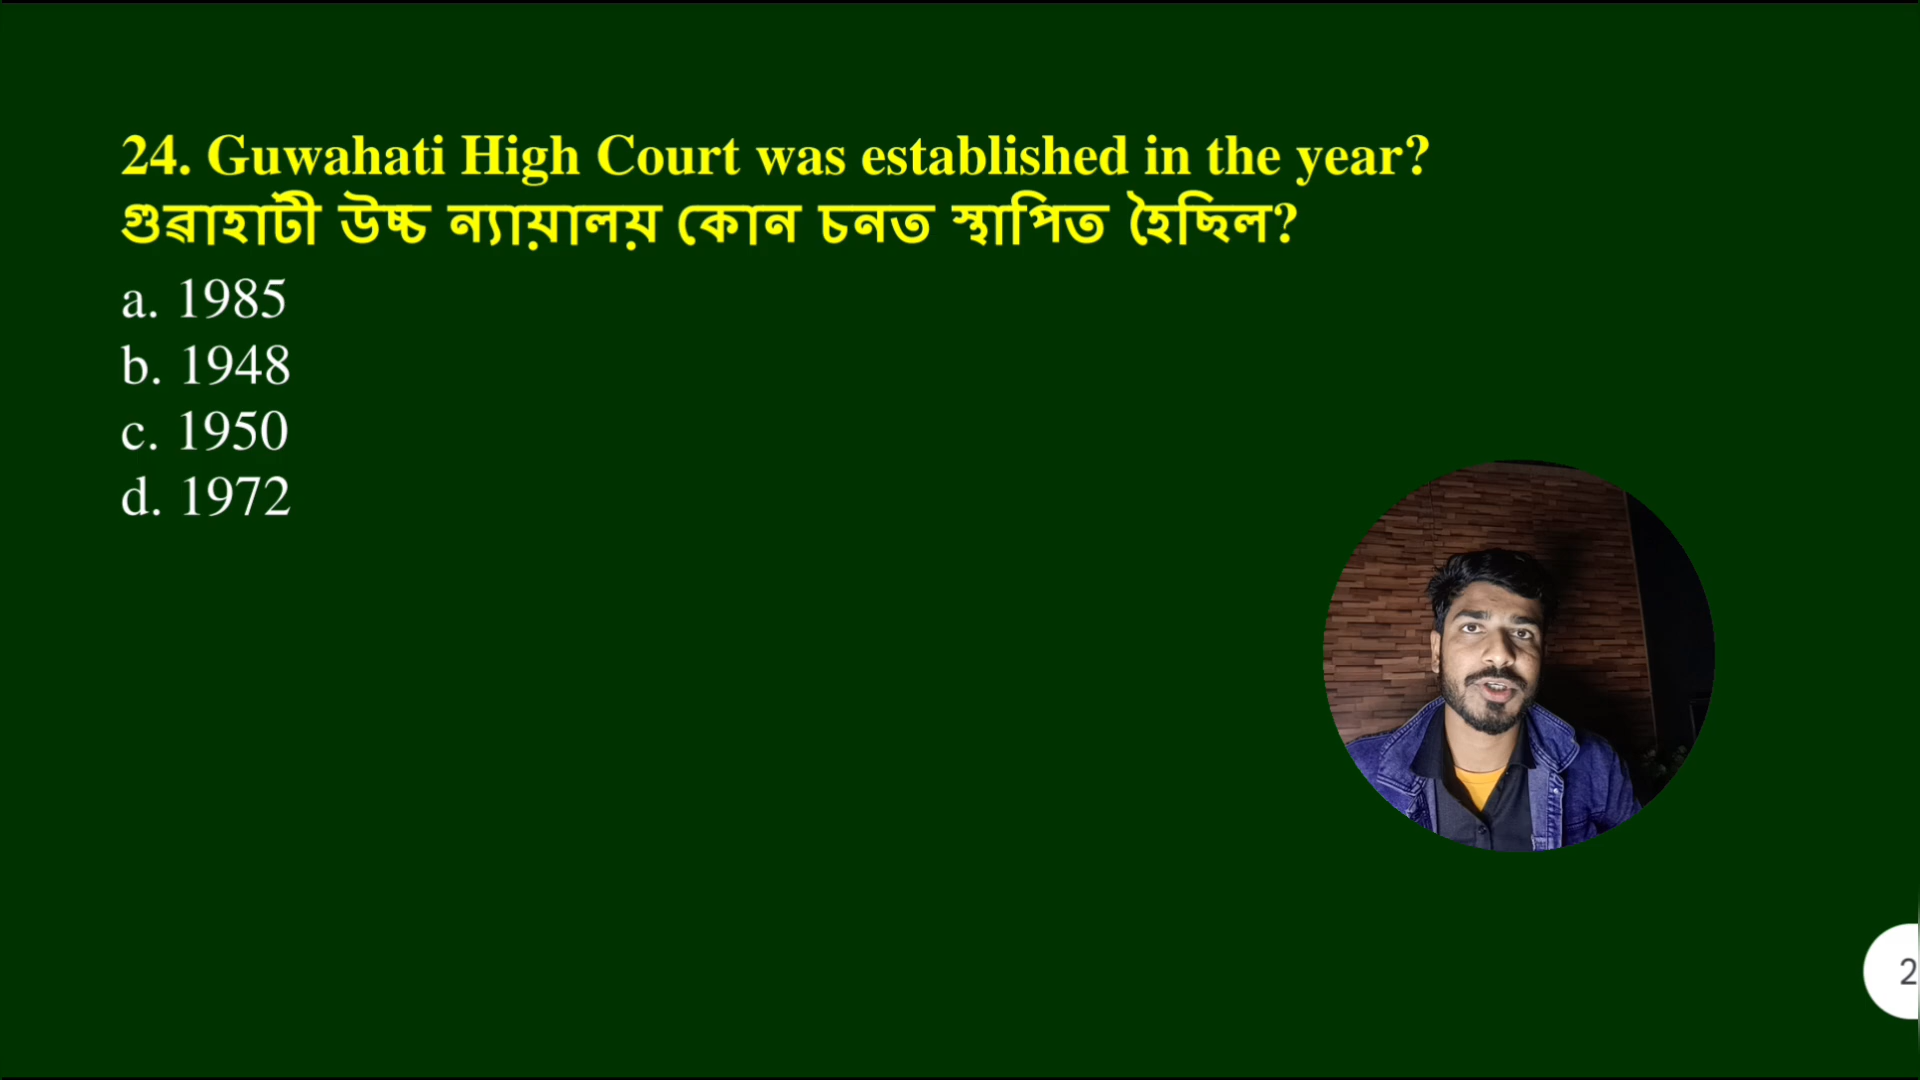 24. Guwahati High Court was established in the year?
গুৱাহাটী উচ্চ ন্যায়ালয় কোন চনত স্থাপিত হৈছিল?
a. 1985
b. 1948
c. 1950
d. 1972
2